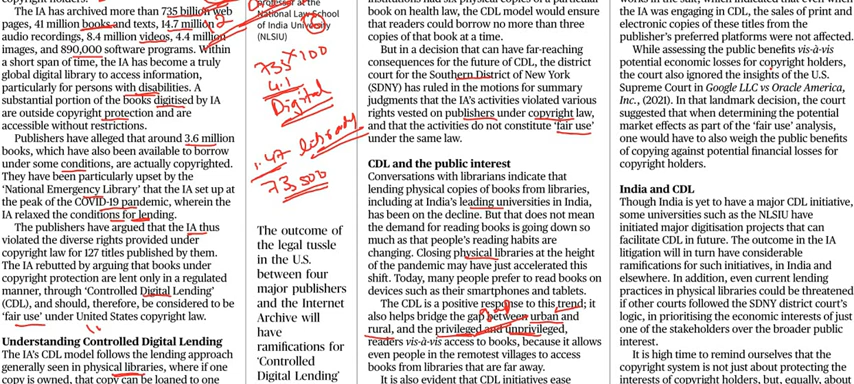 The IA has archived more than 735 billion web
pages, 41 million books and texts, 14.7 million
audio recordings, 8.4 million videos, 4.4 million
images, and 890,000 software programs. Within
a short span of time, the IA has become a truly
global digital library to access information,
particularly for persons with disabilities. A
substantial portion of the books digitised by IA
are outside copyright protection and are
accessible without restrictions.
Publishers have alleged that around 3.6 million
books, which have also been available to borrow
under some conditions, are actually copyrighted.
They have been particularly upset by the
‘National Emergency Library’ that the IA set up at
the peak of the COVID-19 pandemic, wherein the
IA relaxed the conditions for lending.
The publishers have argued that the IA thus
violated the diverse rights provided under
copyright law for 127 titles published by them.
The IA rebutted by arguing that books under
copyright protection are lent only in a regulated
manner, through ‘Controlled Digital Lending’
(CDL), and should, therefore, be considered to be
‘fair use’ under United States copyright law.
Understanding Controlled Digital Lending
The IA’s CDL model follows the lending approach
generally seen in physical libraries, where if one
copy is owned, that copy can be loaned to one
National Law School
of India University
(NLSIU)
735 x 100
4.1
Digital
library
73,500
The outcome of
the legal tussle
in the U.S.
between four
major publishers
and the Internet
Archive will
have
ramifications for
‘Controlled
Digital Lending’
book, the CDL model would ensure
that readers could borrow no more than three
copies of that book at a time.
But in a decision that can have far-reaching
consequences for the future of CDL, the district
court for the Southern District of New York
(SDNY) has ruled in the motions for summary
judgments that the IA’s activities violated various
rights vested on publishers under copyright law,
and that the activities do not constitute ‘fair use’
under the same law.
CDL and the public interest
Conversations with librarians indicate that
lending physical copies of books from libraries,
including at India’s leading universities in India,
has been on the decline. But that does not mean
the demand for reading books is going down so
much as that people’s reading habits are
changing. Closing physical libraries at the height
of the pandemic may have just accelerated this
shift. Today, many people prefer to read books on
devices such as their smartphones and tablets.
The CDL is a positive response to this trend; it
gap
also helps bridge the gap between urban and
rural, and the privileged and unprivileged,
readers vis-à-vis access to books, because it allows
even people in the remotest villages to access
books from libraries that are far away.
It is also evident that CDL initiatives ease
the IA was engaging in CDL, the sales of print and
electronic copies of these titles from the
publisher’s preferred platforms were not affected.
While assessing the public benefits vis-à-vis
potential economic losses for copyright holders,
the court also ignored the insights of the U.S.
Supreme Court in Google LLC vs Oracle America,
Inc., (2021). In that landmark decision, the court
suggested that when determining the potential
market effects as part of the ‘fair use’ analysis,
one would have to also weigh the public benefits
of copying against potential financial losses for
copyright holders.
India and CDL
Though India is yet to have a major CDL initiative,
some universities such as the NLSIU have
initiated major digitisation projects that can
facilitate CDL in future. The outcome in the IA
litigation will in turn have considerable
ramifications for such initiatives, in India and
elsewhere. In addition, even current lending
practices in physical libraries could be threatened
if other courts followed the SDNY district court’s
logic, in prioritising the economic interests of just
one of the stakeholders over the broader public
interest.
It is high time to remind ourselves that the
copyright system is not just about protecting the
interests of copyright holders, but, equally, about